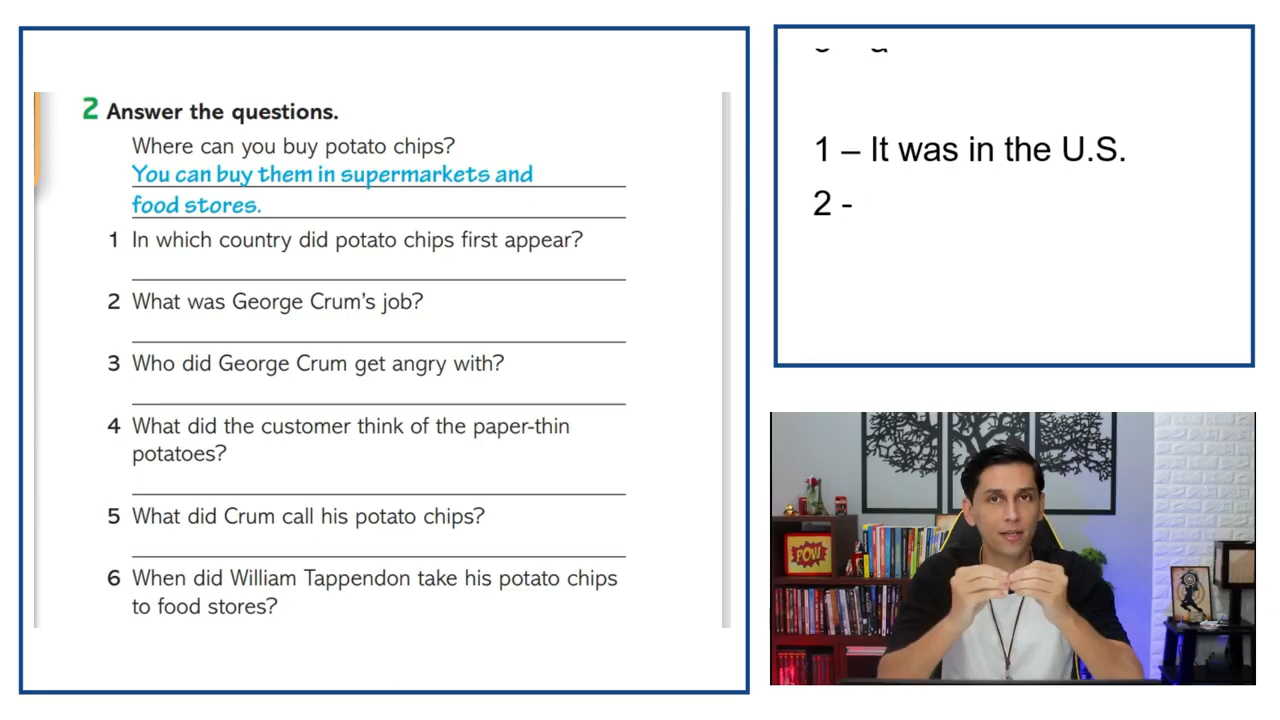 2 Answer the questions.
Where can you buy potato chips?
You can buy them in supermarkets and
food stores.
1 In which country did potato chips first appear?
2 What was George Crum's job?
3 Who did George Crum get angry with?
4 What did the customer think of the paper-thin
potatoes?
5 What did Crum call his potato chips?
6 When did William Tappendon take his potato chips
to food stores?
1 – It was in the U.S.
2 -
POW!